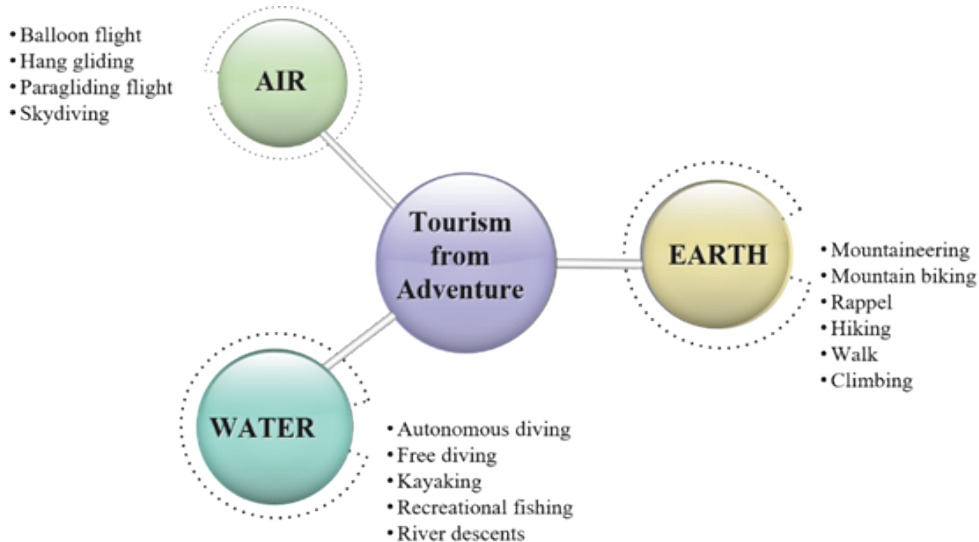 • Balloon flight
• Hang gliding
• Paragliding flight
• Skydiving
AIR
Tourism
from
Adventure
EARTH
• Mountaineering
• Mountain biking
• Rappel
• Hiking
• Walk
• Climbing
WATER
• Autonomous diving
• Free diving
• Kayaking
• Recreational fishing
• River descents